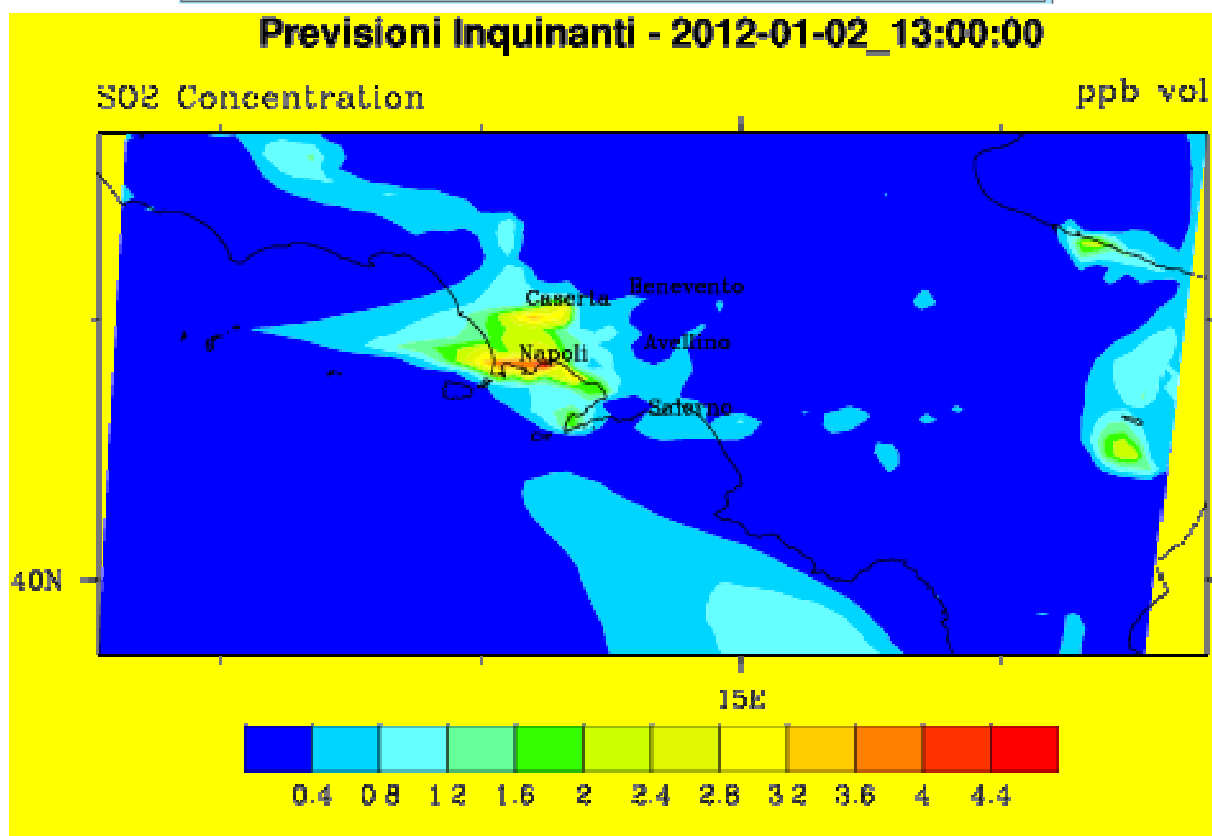 Previsioni Inquinanti - 2012-01-02_13:00:00
SO2 Concentration ppb vol
Benevento
Caserta
Avellino
Napoli
Salerno
40N
15E
0.4 0.8 1.2 1.6 2 2.4 2.8 3.2 3.6 4 4.4